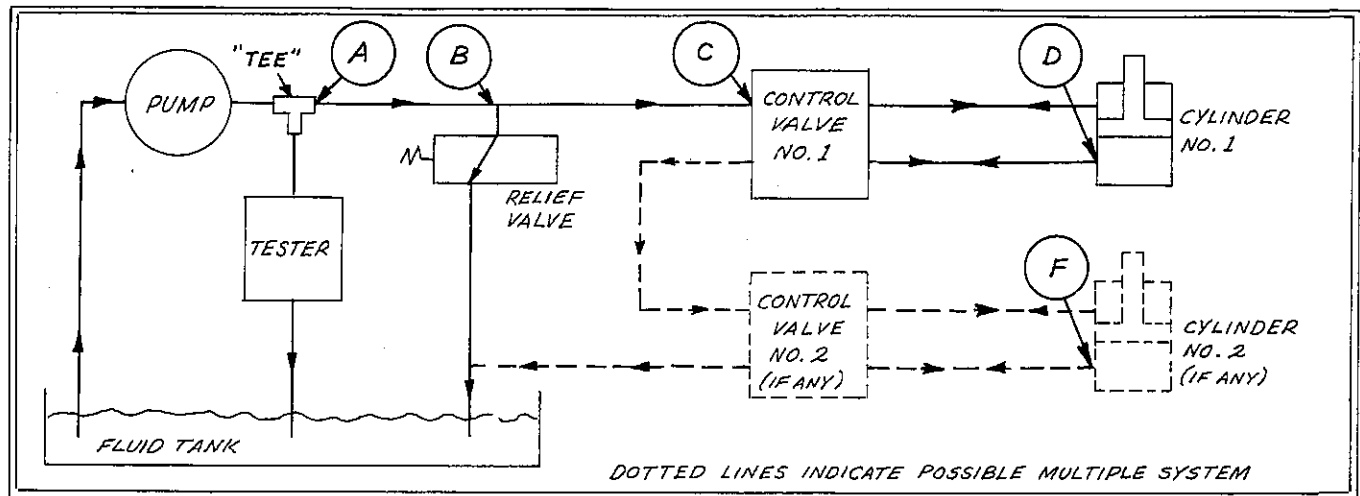 "TEE"
A
B
C
D
PUMP
CONTROL
VALVE
NO. 1
CYLINDER
NO. 1
RELIEF
VALVE
TESTER
F
CONTROL
VALVE
NO. 2
(IF ANY)
CYLINDER
NO. 2
(IF ANY)
FLUID TANK
DOTTED LINES INDICATE POSSIBLE MULTIPLE SYSTEM